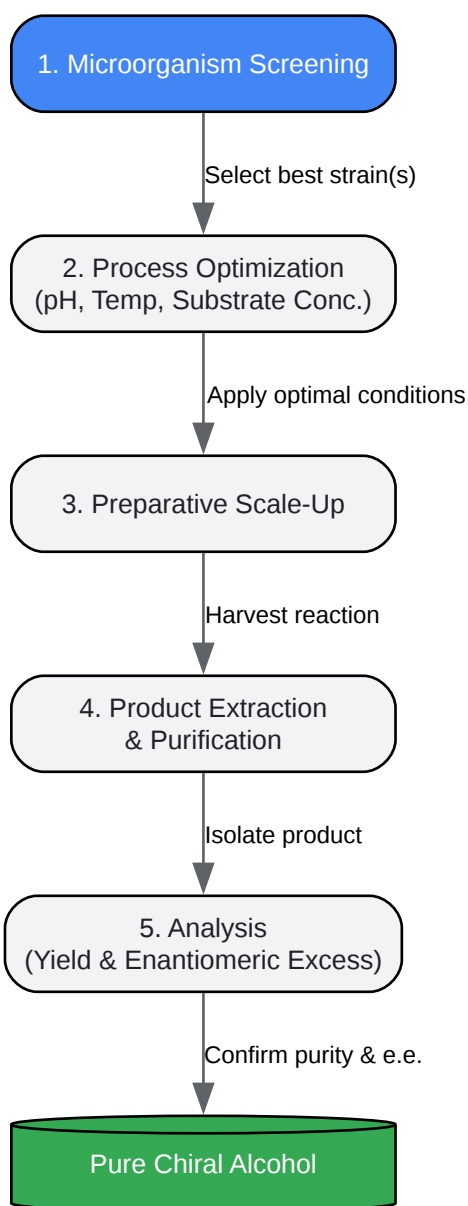 1. Microorganism Screening
Select best strain(s)
2. Process Optimization
(pH, Temp, Substrate Conc.)
Apply optimal conditions
3. Preparative Scale-Up
Harvest reaction
4. Product Extraction
& Purification
Isolate product
5. Analysis
(Yield & Enantiomeric Excess)
Confirm purity & e.e.
Pure Chiral Alcohol